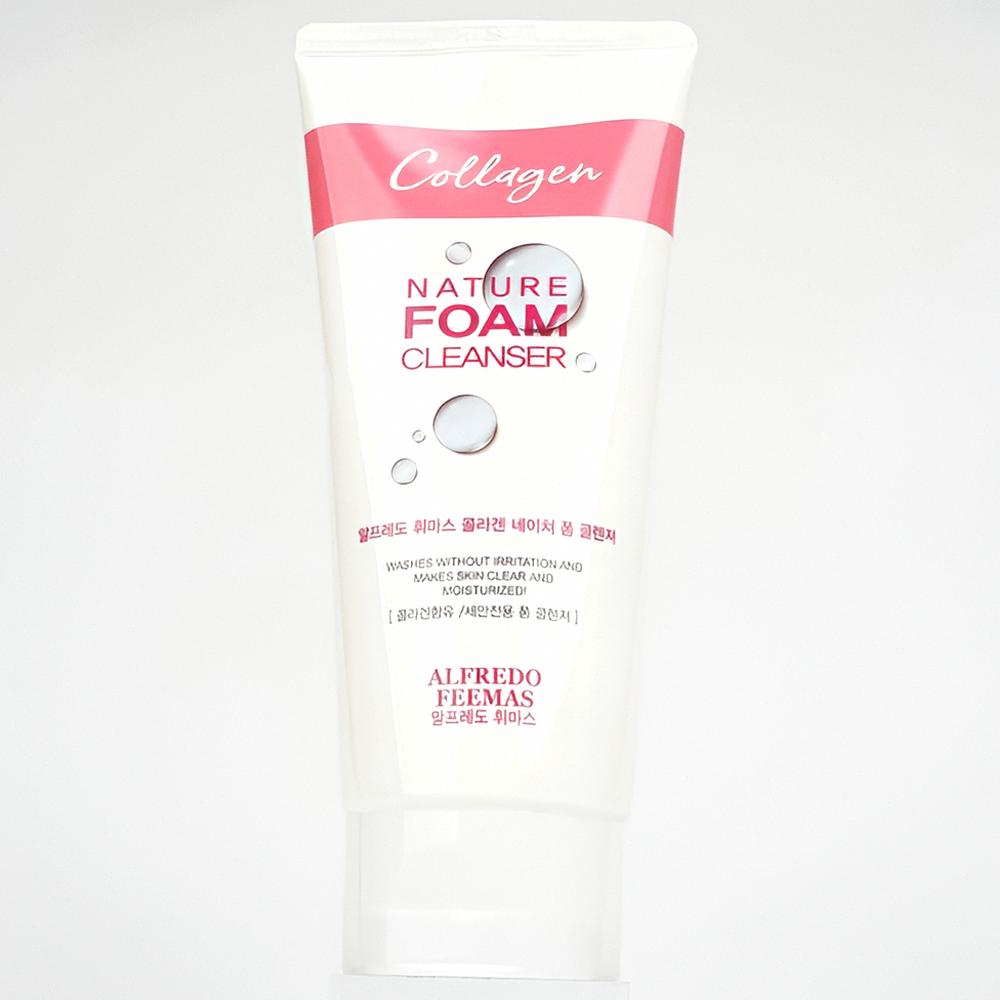 Collagen
NATURE
FOAM
CLEANSER
알프레도 휘마스 콜라겐 네이처 폼 클렌저
WASHES WITHOUT IRRITATION AND
MAKES SKIN CLEAR AND
MOISTURIZED!
[ 콜라겐함유 /세안전용 폼 클렌저 ]
ALFREDO
FEEMAS
알프레도 휘마스